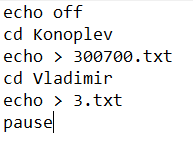 echo off
cd Konoplev
echo > 300700.txt
cd Vladimir
echo > 3.txt
pause